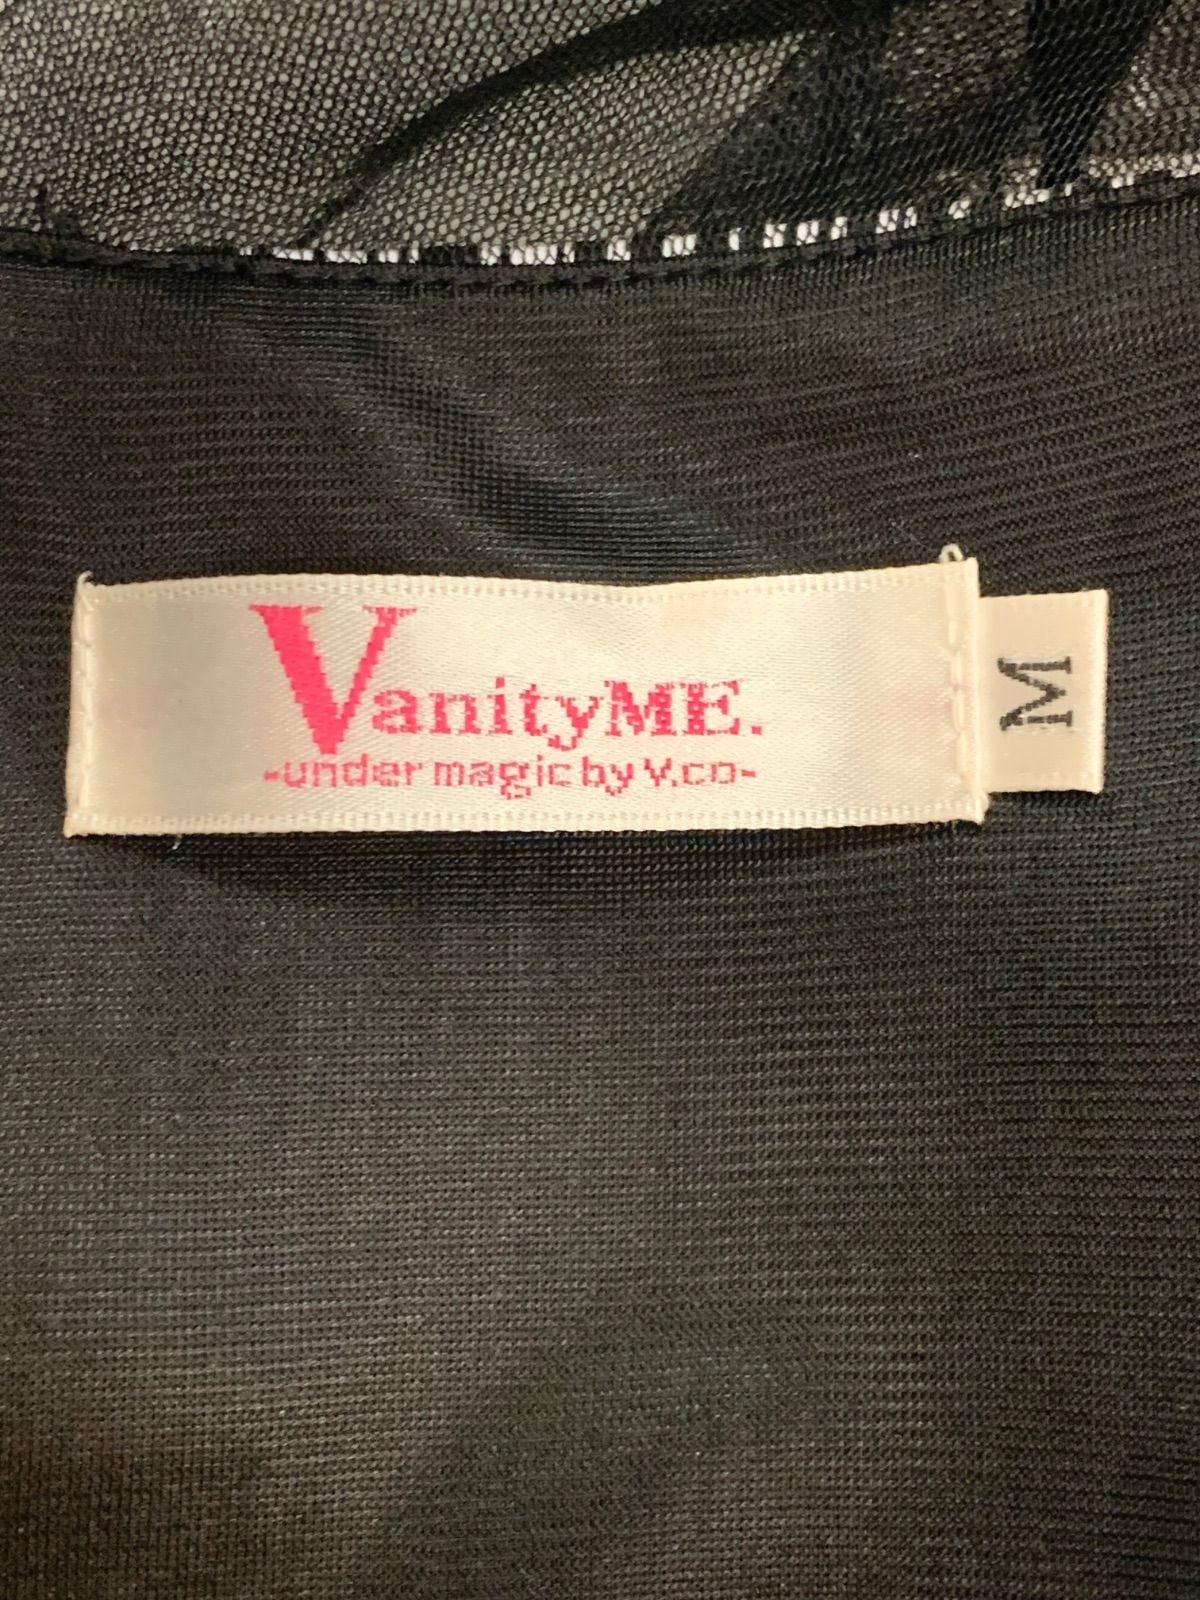 VanityME.
-under magic by V.co-
M